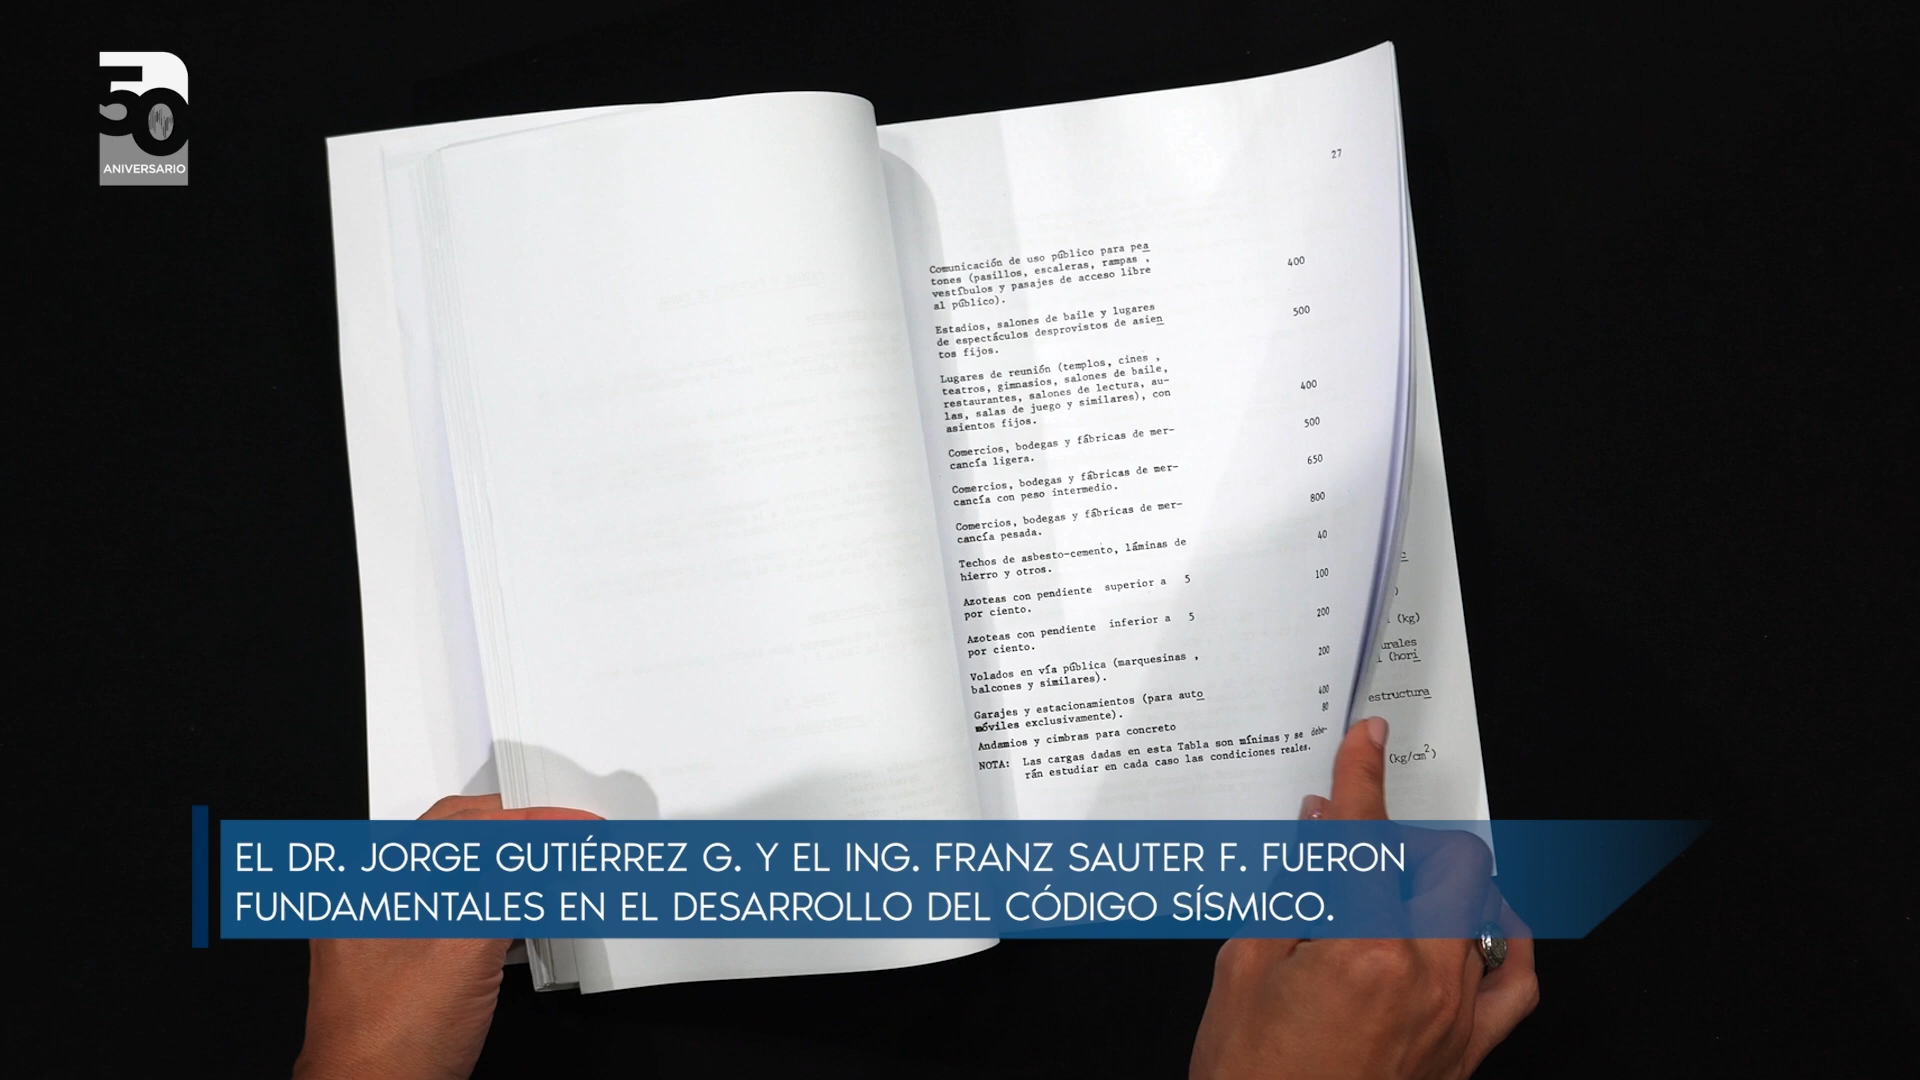 50
ANIVERSARIO
27
Comunicación de uso público para pea
tones (pasillos, escaleras, rampas ,
vestíbulos y pasajes de acceso libre
al público).
400
Estadios, salones de baile y lugares
de espectáculos desprovistos de asien
tos fijos.
500
Lugares de reunión (templos, cines ,
teatros, gimnasios, salones de baile,
restaurantes, salones de lectura, au-
las, salas de juego y similares), con
asientos fijos.
400
Comercios, bodegas y fábricas de mer-
cancía ligera.
500
Comercios, bodegas y fábricas de mer-
cancía con peso intermedio.
650
Comercios, bodegas y fábricas de mer-
cancía pesada.
800
Techos de asbesto-cemento, láminas de
hierro y otros.
40
Azoteas con pendiente superior a 5
por ciento.
100
Azoteas con pendiente inferior a 5
por ciento.
200
Volados en vía pública (marquesinas ,
balcones y similares).
200
Garajes y estacionamientos (para auto
móviles exclusivamente).
400
Andamios y cimbras para concreto
80
NOTA: Las cargas dadas en esta Tabla son mínimas y se debe-
rán estudiar en cada caso las condiciones reales.
(kg)
urales
(hori
estructura
(kg/cm2)
EL DR. JORGE GUTIÉRREZ G. Y EL ING. FRANZ SAUTER F. FUERON
FUNDAMENTALES EN EL DESARROLLO DEL CÓDIGO SÍSMICO.